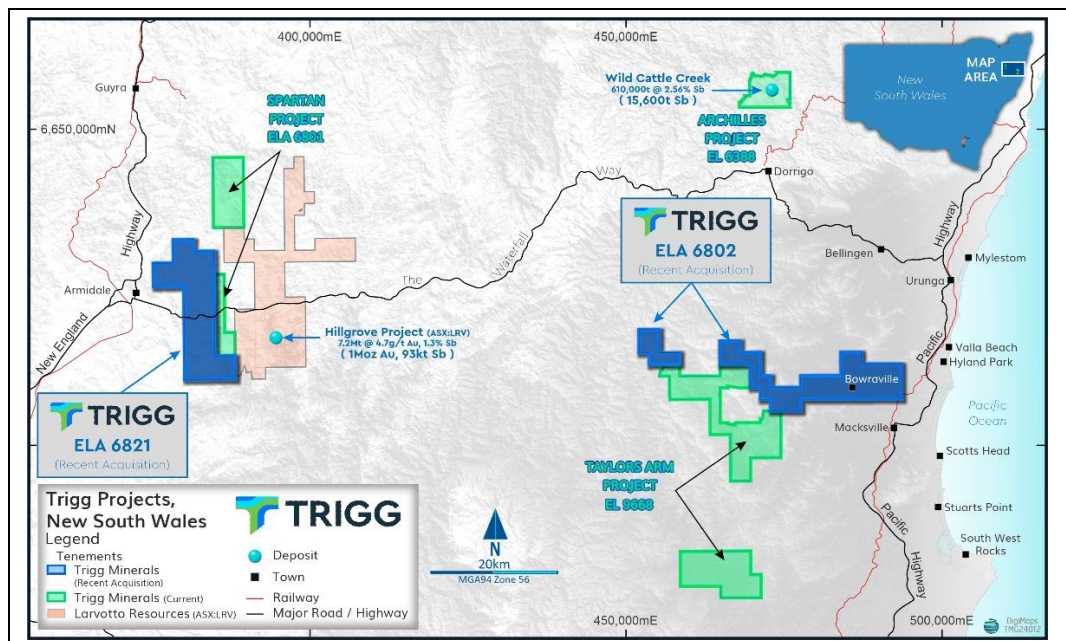 400,000mE
450,000mE
500,000mE
Guyra
6,650,000mN
SPARTAN
PROJECT
ELA 6801
Wild Cattle Creek
610,000t @ 2.56% Sb
( 15,600t Sb )
ARCHILLES
PROJECT
EL 6388
New
South Wales
MAP
AREA
Dorrigo
Highway
Armidale
New England
The
Waterfall
Way
TRIGG
ELA 6802
(Recent Acquisition)
Bellingen
Highway
Urunga
Mylestom
Hillgrove Project (ASX:LRV)
7.2Mt @ 4.7g/t Au, 1.3% Sb
( 1Moz Au, 93kt Sb )
Pacific
Valla Beach
Hyland Park
Bowraville
Macksville
Pacific
Ocean
TRIGG
ELA 6821
(Recent Acquisition)
Scotts Head
TAYLORS ARM
PROJECT
EL 9668
Stuarts Point
South West
Rocks
Pacific
Highway
Trigg Projects,
New South Wales
TRIGG
Legend
Tenements
Trigg Minerals
(Recent Acquisition)
Trigg Minerals (Current)
Larvotto Resources (ASX:LRV)
Deposit
Town
Railway
Major Road / Highway
N
20km
MGA94 Zone 56
450,000mE
500,000mE
DigiMaps
TMG24012